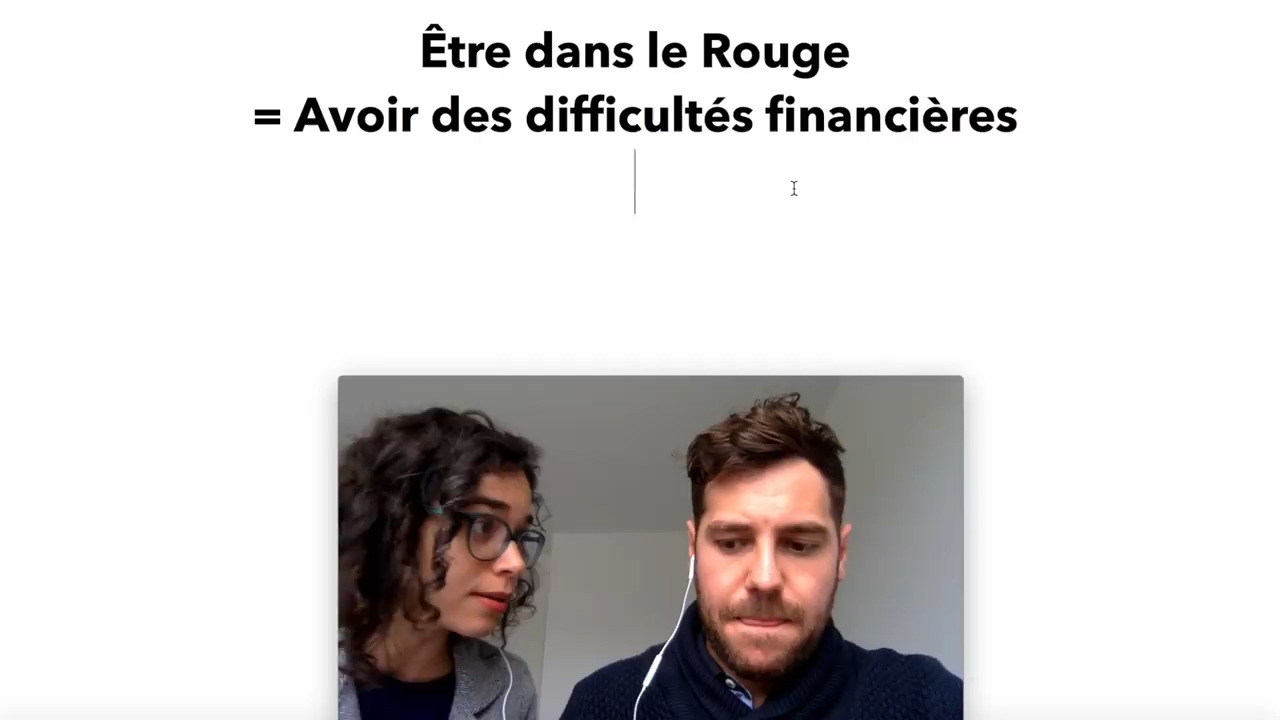 Être dans le Rouge
= Avoir des difficultés financières